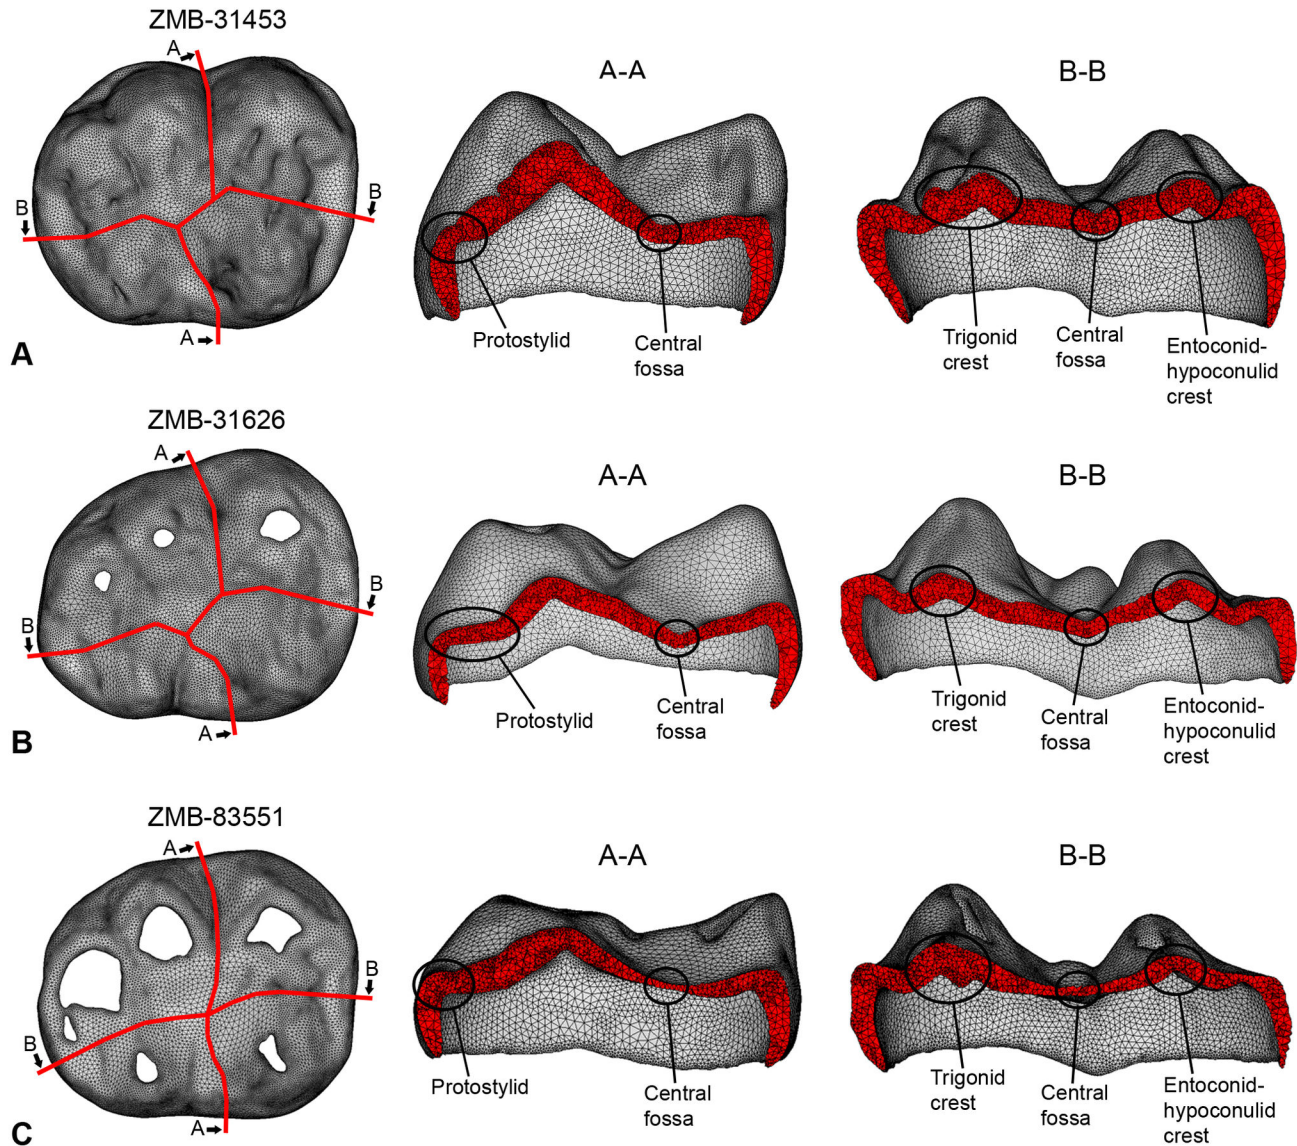 ZMB-31453
A
B
B
A
A
A-A
Protostylid
Central
fossa
B-B
Trigonid
crest
Central
fossa
Entoconid-
hypoconulid
crest
ZMB-31626
A
B
B
A
B
A-A
Protostylid
Central
fossa
B-B
Trigonid
crest
Central
fossa
Entoconid-
hypoconulid
crest
ZMB-83551
A
B
B
A
C
A-A
Protostylid
Central
fossa
B-B
Trigonid
crest
Central
fossa
Entoconid-
hypoconulid
crest